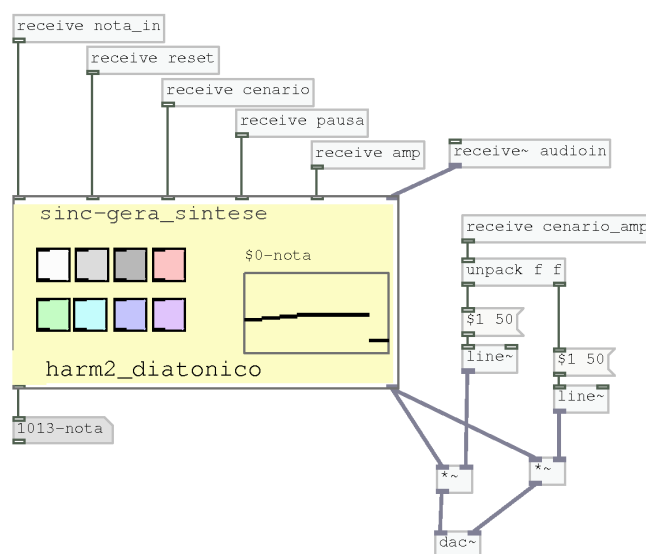 receive nota_in
receive reset
receive cenario
receive pausa
receive amp
receive~ audioin
sinc-gera_sintese
$0-nota
harm2_diatonico
1013-nota
receive cenario_amp
unpack f f
$1 50
line~
$1 50
line~
*~
*~
dac~